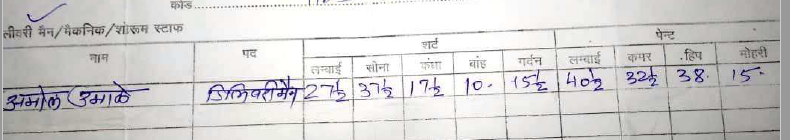 कोड
लीवरी मैन/मैकनिक/शोरूम स्टाफ
नाम पद शर्ट पेन्ट
लम्बाई सीना कंधा बांह गर्दन लम्बाई कमर हिप मोहरी
अमोल उमाळे डिलिवरीमैन 27½ 37½ 17½ 10. 15½ 40½ 32½ 38. 15.